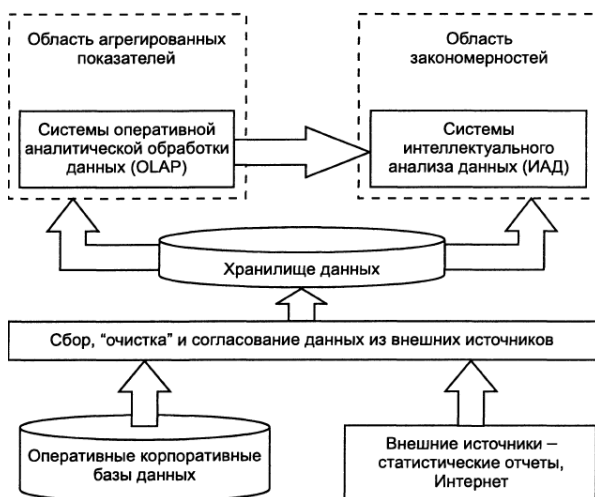 Область агрегированных
показателей
Область
закономерностей
Системы оперативной
аналитической обработки
данных (OLAP)
Системы
интеллектуального
анализа данных (ИАД)
Хранилище данных
Сбор, “очистка” и согласование данных из внешних источников
Оперативные корпоративные
базы данных
Внешние источники –
статистические отчеты,
Интернет